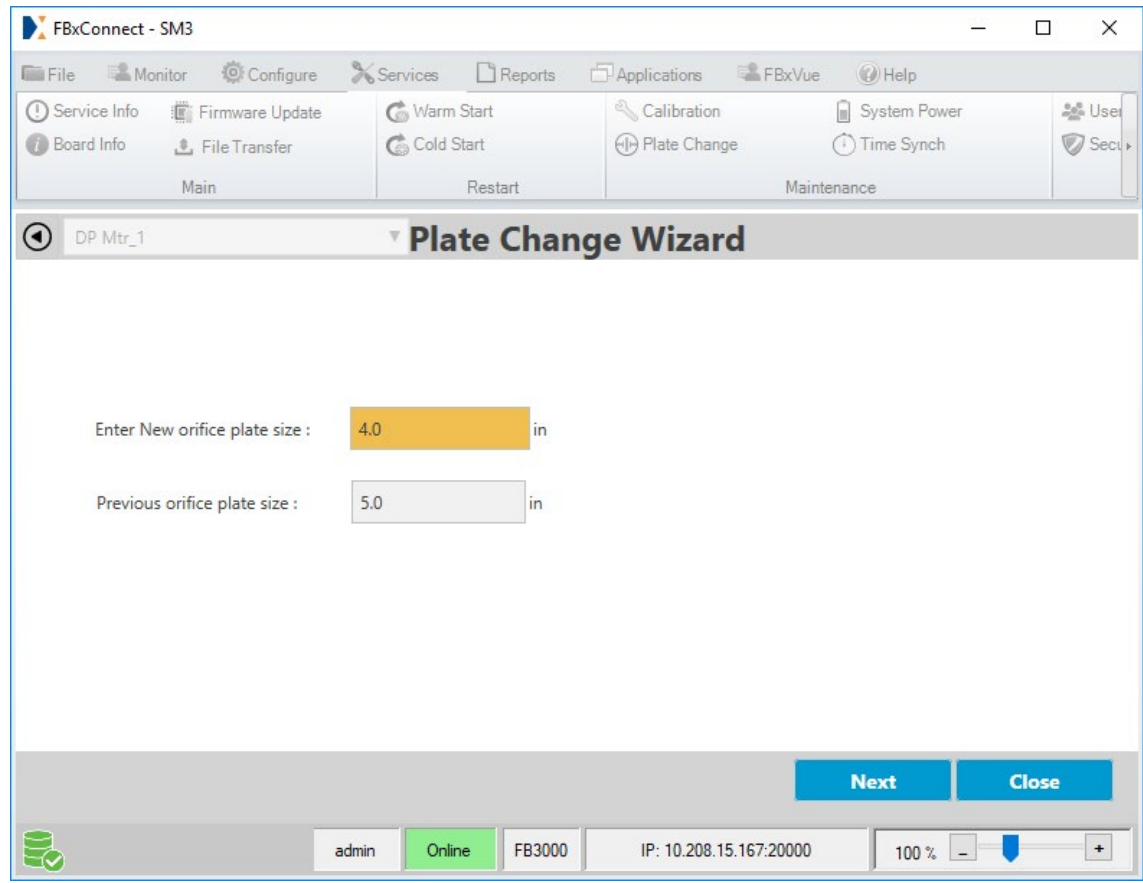 FBxConnect - SM3
File Monitor Configure Services Reports Applications FBxVue Help
Service Info Firmware Update Warm Start Calibration System Power User
Board Info File Transfer Cold Start Plate Change Time Synch Secu
Main Restart Maintenance
DP Mtr_1 Plate Change Wizard
Enter New orifice plate size : 4.0 in
Previous orifice plate size : 5.0 in
Next Close
admin Online FB3000 IP: 10.208.15.167:20000 100 % - +